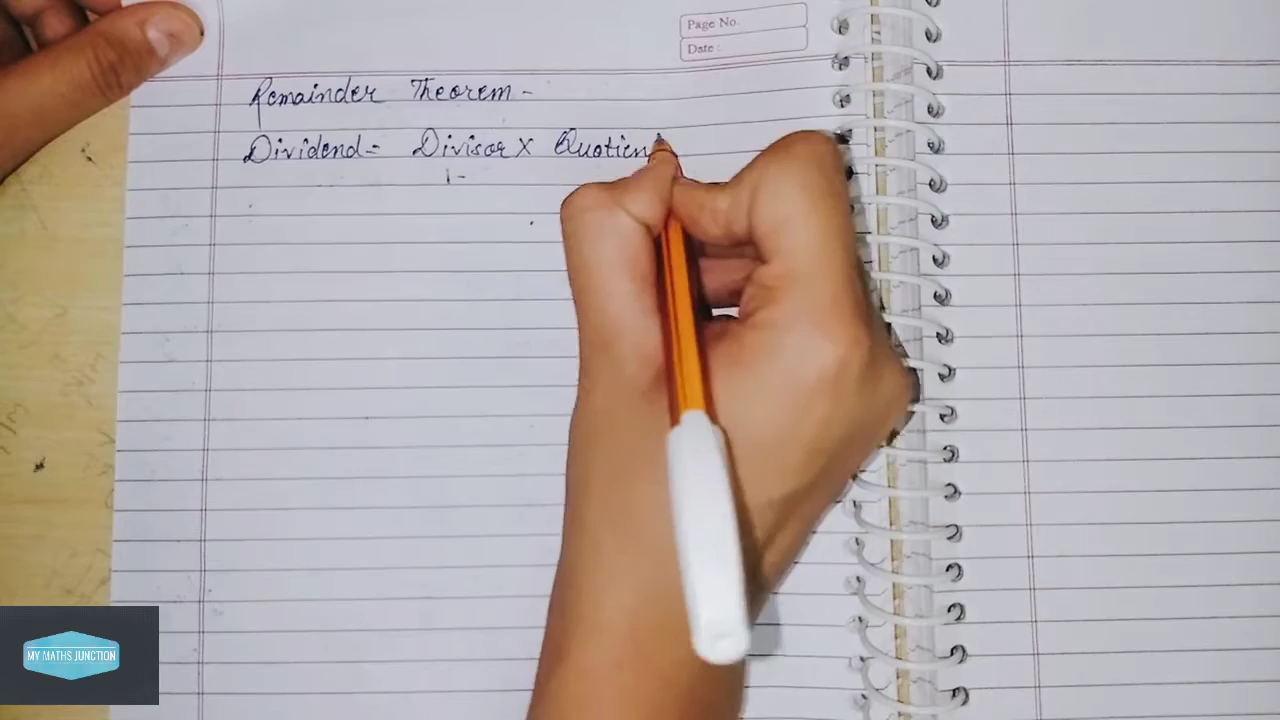 Page No.
Date :
Remainder Theorem -
Dividend = Divisor X Quotien
MY MATHS JUNCTION